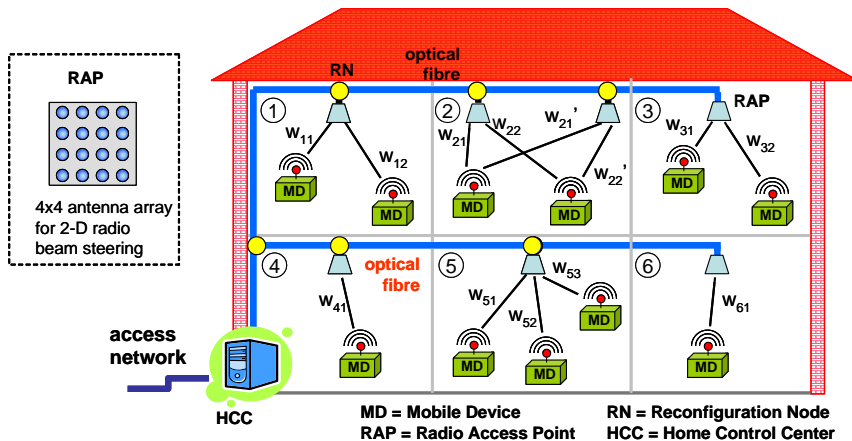 RAP
4x4 antenna array
for 2-D radio
beam steering
RN
optical
fibre
1
w11
w12
MD
MD
2
w21
w22
w21'
w22'
MD
MD
3
RAP
w31
w32
MD
MD
4
w41
MD
optical
fibre
5
w51
w52
w53
MD
MD
MD
6
w61
MD
access
network
HCC
MD = Mobile Device
RN = Reconfiguration Node
RAP = Radio Access Point
HCC = Home Control Center